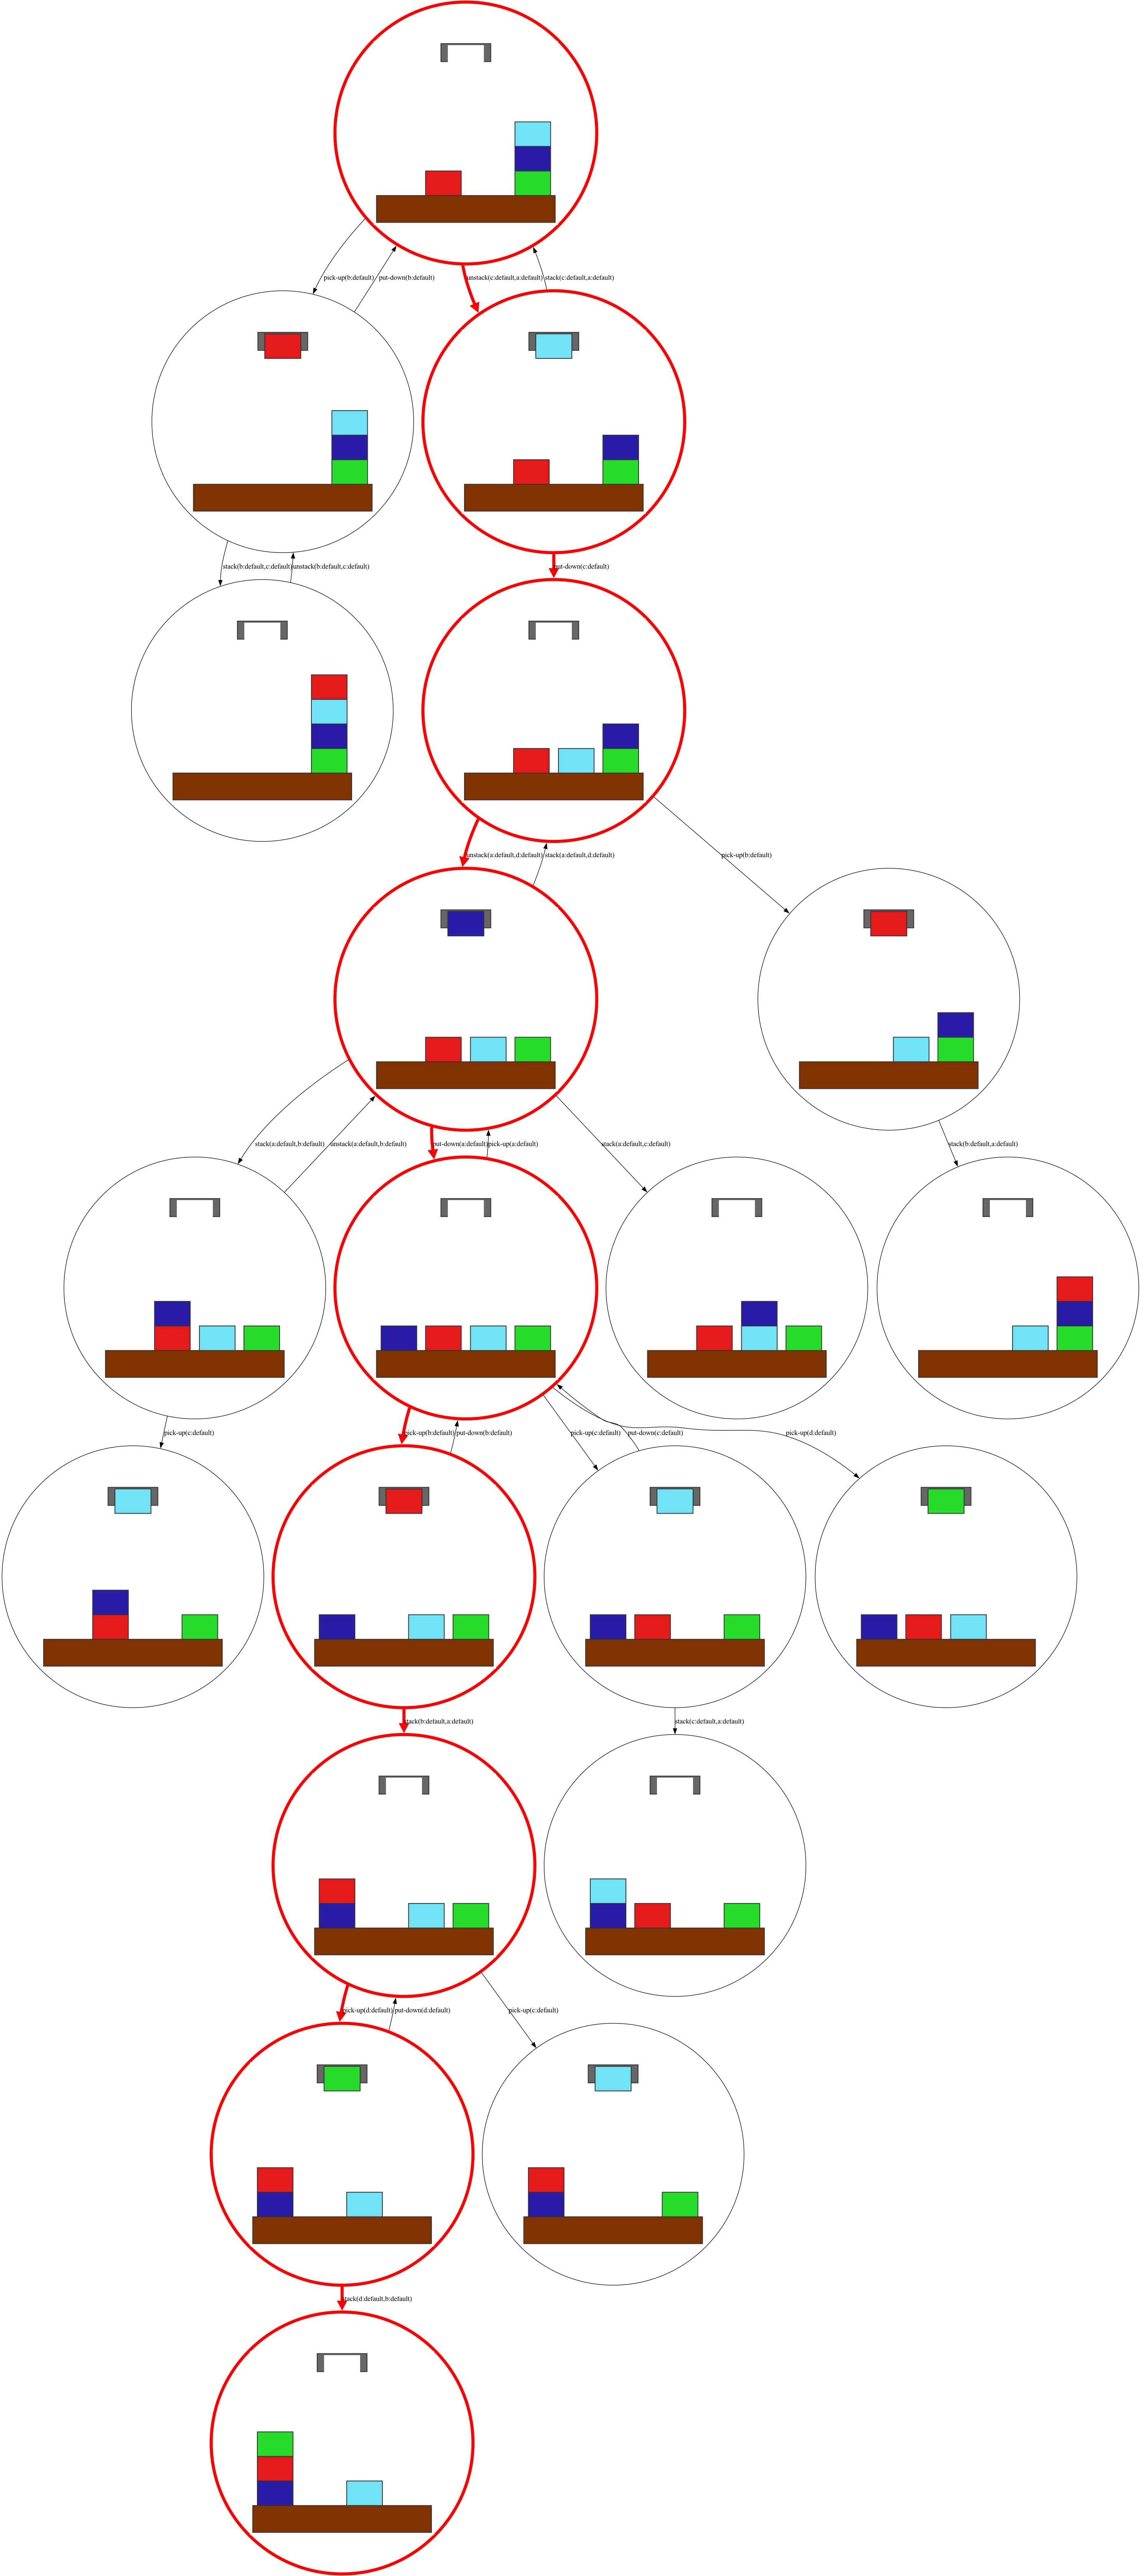 pick-up(b:default)
put-down(b:default)
unstack(c:default,a:default)
stack(c:default,a:default)
stack(b:default,c:default)
unstack(b:default,c:default)
put-down(c:default)
unstack(a:default,d:default)
stack(a:default,d:default)
pick-up(b:default)
stack(a:default,b:default)
unstack(a:default,b:default)
put-down(a:default)
pick-up(a:default)
stack(a:default,c:default)
stack(b:default,a:default)
pick-up(c:default)
pick-up(b:default)
put-down(b:default)
pick-up(c:default)
put-down(c:default)
pick-up(d:default)
stack(b:default,a:default)
stack(c:default,a:default)
pick-up(d:default)
put-down(d:default)
pick-up(c:default)
stack(d:default,b:default)